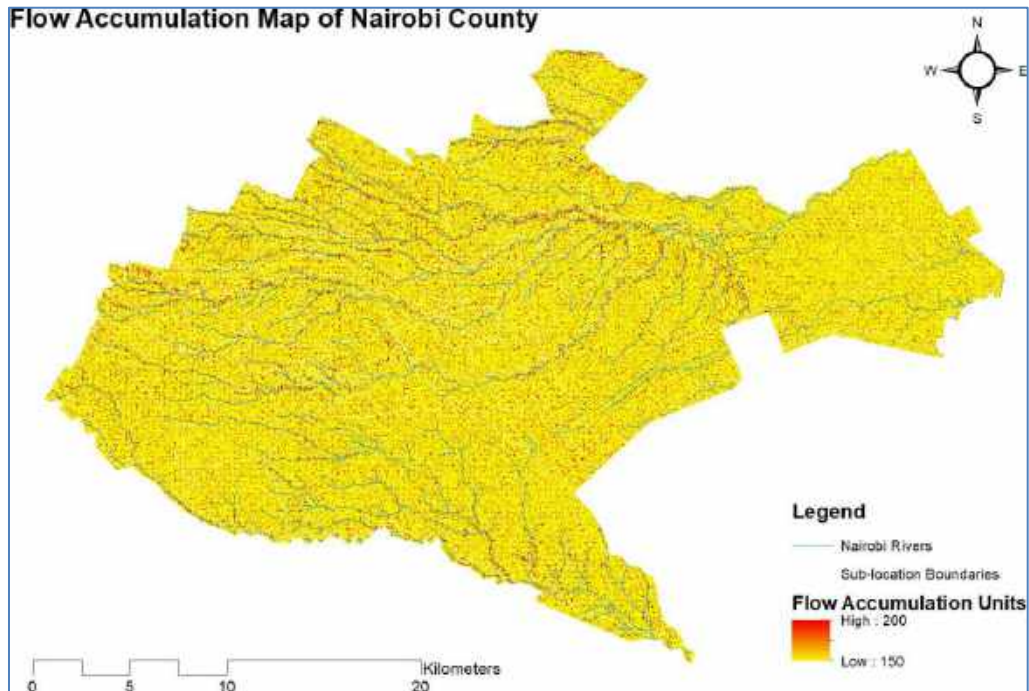 Flow Accumulation Map of Nairobi County
N
W E
S
Legend
Nairobi Rivers
Sub-location Boundaries
Flow Accumulation Units
High : 200
Low : 150
Kilometers
0 5 10 20